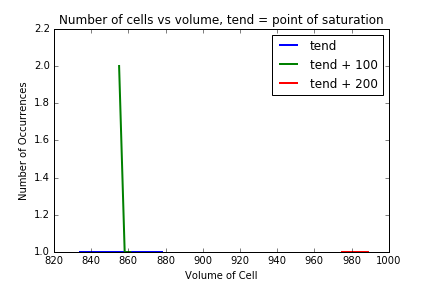 Number of cells vs volume, tend = point of saturation
2.2
2.0
1.8
1.6
1.4
1.2
1.0
Number of Occurrences
tend
tend + 100
tend + 200
820 840 860 880 900 920 940 960 980 1000
Volume of Cell